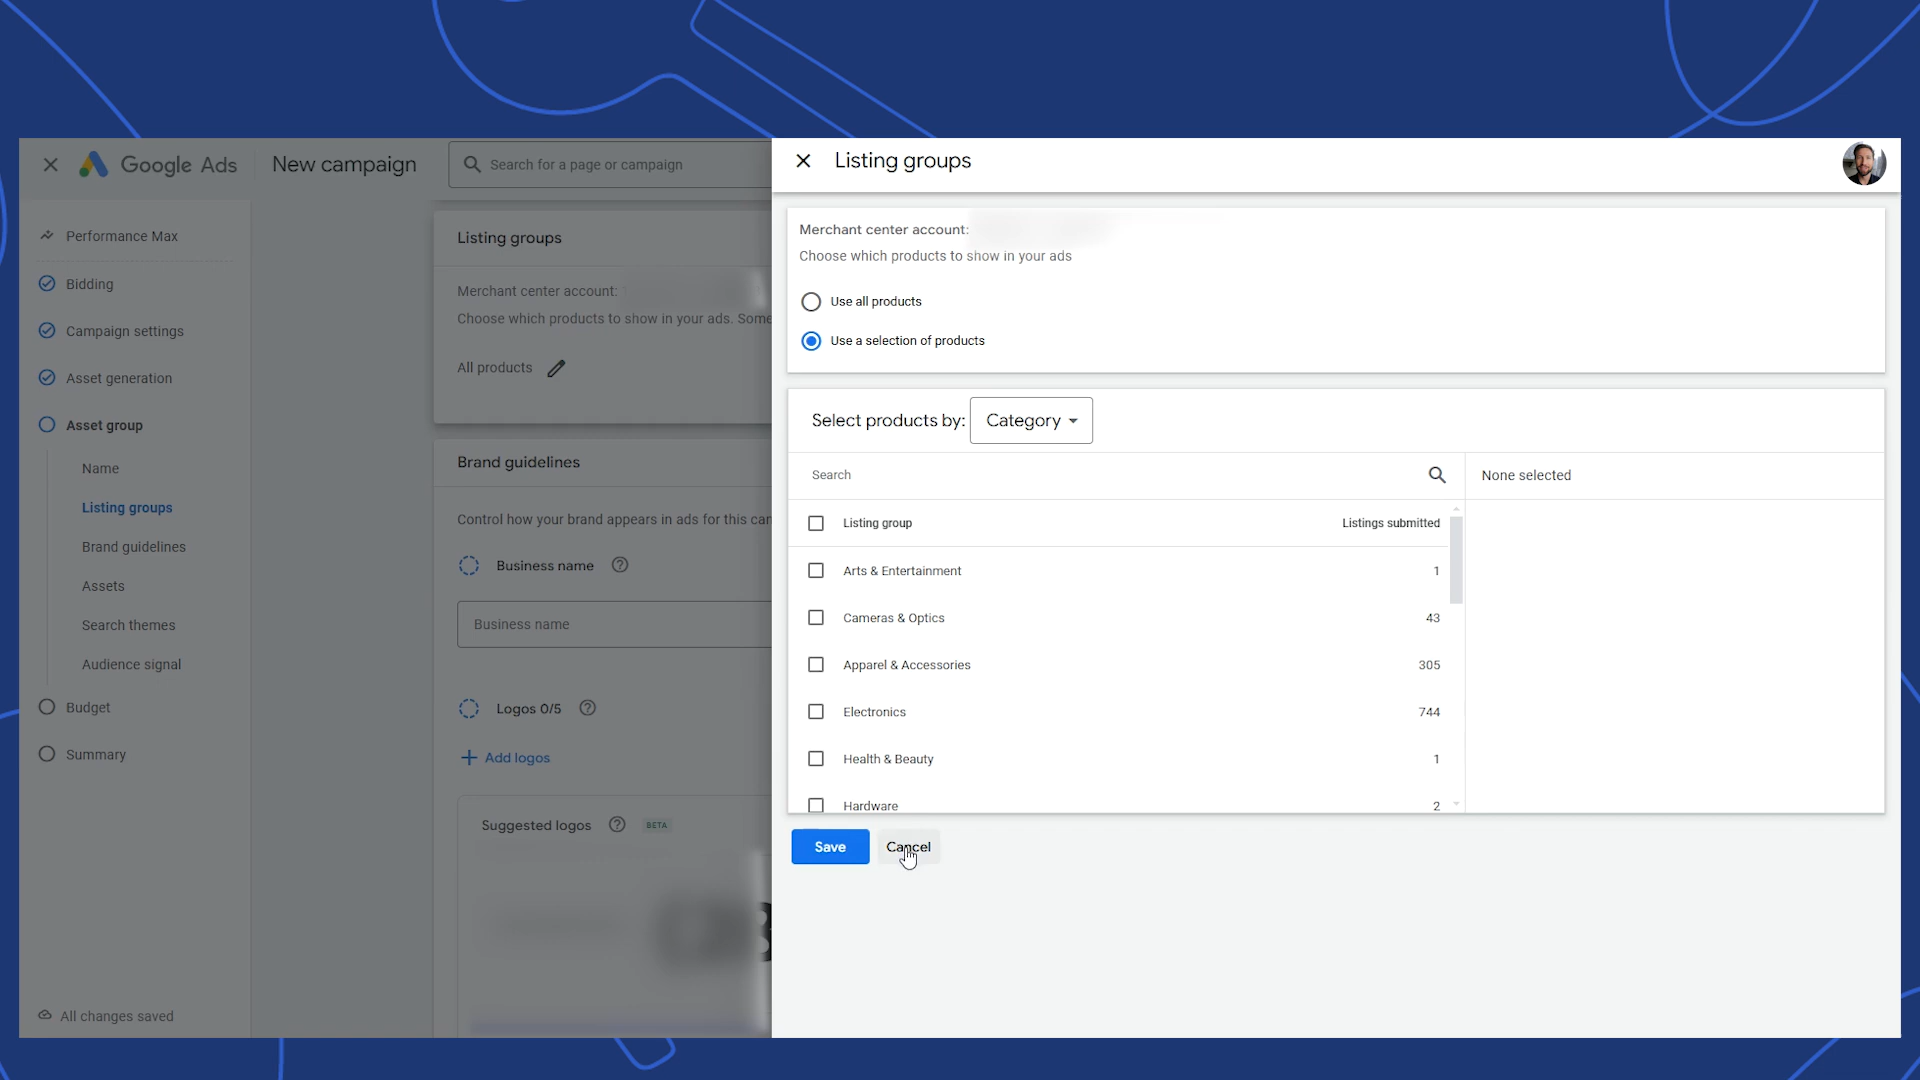 Google Ads
New campaign
Search for a page or campaign
Performance Max
Bidding
Campaign settings
Asset generation
Asset group
Name
Listing groups
Brand guidelines
Assets
Search themes
Audience signal
Budget
Summary
All changes saved
Listing groups
Merchant center account:
Choose which products to show in your ads. Some
All products
Brand guidelines
Control how your brand appears in ads for this
Business name
Business name
Logos 0/5
Add logos
Suggested logos
BETA
Listing groups
Merchant center account:
Choose which products to show in your ads
Use all products
Use a selection of products
Select products by:
Category
Search
None selected
Listing group Listings submitted
Arts & Entertainment 1
Cameras & Optics 43
Apparel & Accessories 305
Electronics 744
Health & Beauty 1
Hardware 2
Save
Cancel